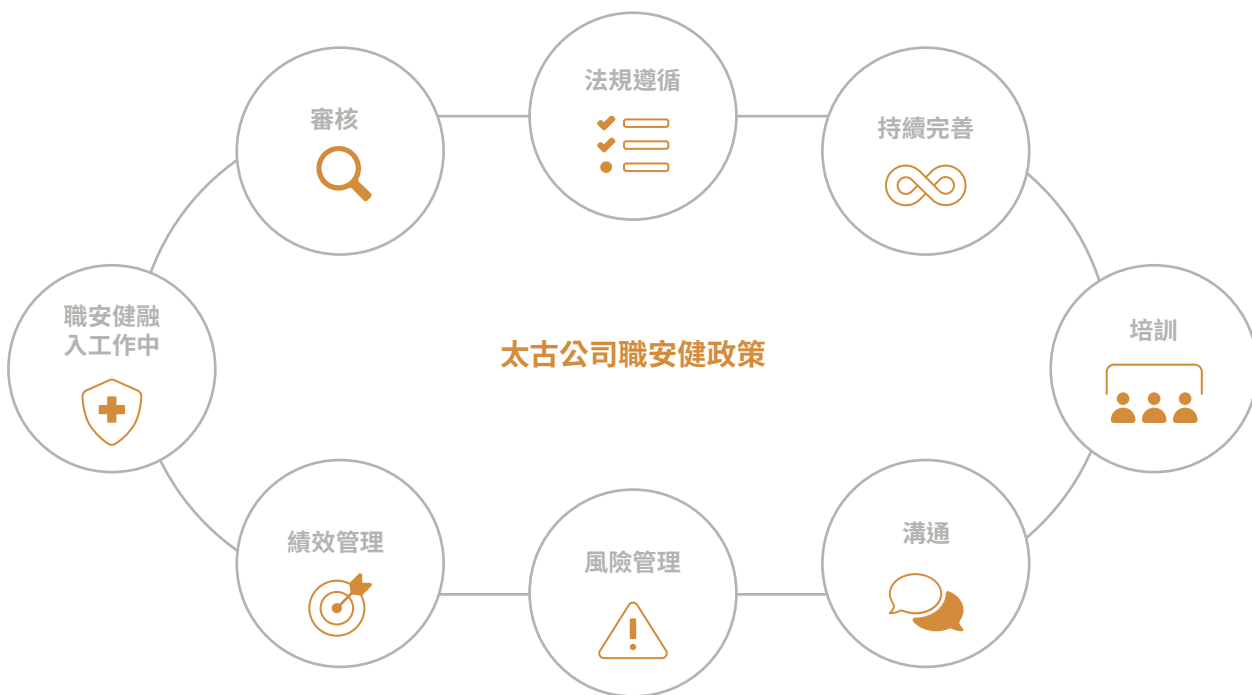 法規遵循
審核
持續完善
職安健融
入工作中
太古公司職安健政策
培訓
績效管理
風險管理
溝通